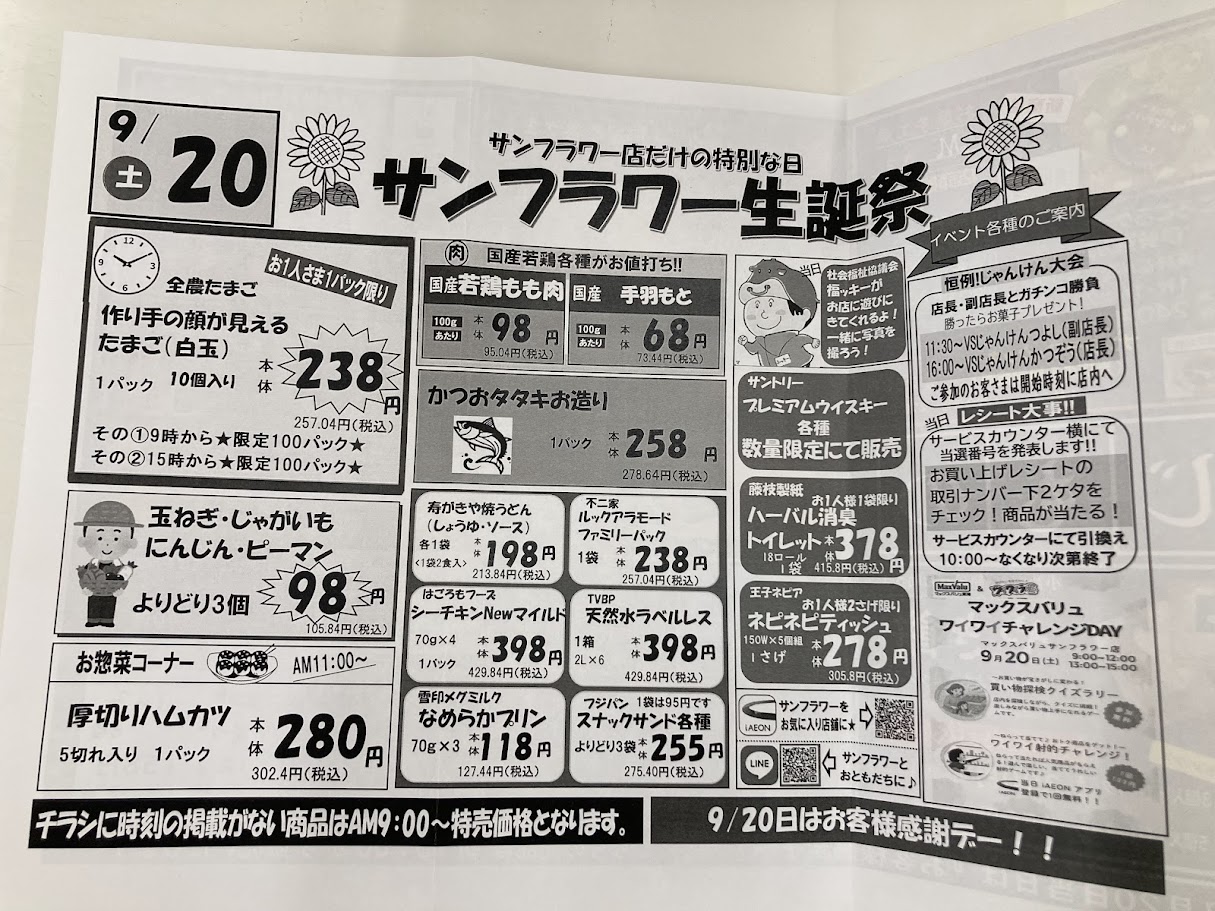 9/
土
20
サンフラワー店だけの特別な日
サンフラワー生誕祭
お1人さま1パック限り
全農たまご
作り手の顔が見える
たまご(白玉)
1パック 10個入り
本体 238円
257.04円(税込)
その①9時から★限定100パック★
その②15時から★限定100パック★
玉ねぎ・じゃがいも
にんじん・ピーマン
よりどり3個 98円
105.84円(税込)
お惣菜コーナー AM11:00~
厚切りハムカツ
5切れ入り 1パック
本体 280円
302.4円(税込)
肉 国産若鶏各種がお値打ち!!
国産若鶏もも肉
100gあたり 本体 98円
95.04円(税込)
国産 手羽もと
100gあたり 本体 68円
73.44円(税込)
かつおタタキお造り
1パック 本体 258円
278.64円(税込)
寿がきや焼うどん
(しょうゆ・ソース)
各1袋
<1袋2食入>
本体 198円
213.84円(税込)
不二家
ルックアラモード
ファミリーパック
1袋 本体 238円
257.04円(税込)
はごろもフーズ
シーチキンNewマイルド
70g×4
1パック
本体 398円
429.84円(税込)
TVBP
天然水ラベルレス
1箱
2L×6
本体 398円
429.84円(税込)
雪印メグミルク
なめらかプリン
70g×3 本体 118円
127.44円(税込)
フジパン 1袋は95円です
スナックサンド各種
よりどり3袋 本体 255円
275.40円(税込)
当日
社会福祉協議会
福ッキーが
お店に遊びに
きてくれるよ!
一緒に写真を
撮ろう!
サントリー
プレミアムウイスキー
各種
数量限定にて販売
藤枝製紙
お1人様1袋限り
ハーバル消臭
トイレット
18ロール
1袋
本体 378円
415.8円(税込)
王子ネピア
お1人様2さげ限り
ネピネピティッシュ
150W×5個組
1さげ
本体 278円
305.8円(税込)
iAEON
サンフラワーを
お気に入り店舗に★
LINE
サンフラワーと
おともだちに♪
イベント各種のご案内
恒例!じゃんけん大会
店長・副店長とガチンコ勝負
勝ったらお菓子プレゼント!
11:30~VSじゃんけんつよし(副店長)
16:00~VSじゃんけんかつぞう(店長)
ご参加のお客さまは開始時刻に店内へ
当日 レシート大事!!
サービスカウンター横にて
当選番号を発表します!!
お買い上げレシートの
取引ナンバー下2ケタを
チェック!商品が当たる!
サービスカウンターにて引換え
10:00~なくなり次第終了
MaxValu
&
マックスバリュ
ワイワイチャレンジDAY
マックスバリュサンフラワー店
9月20日(土)
9:00-12:00
13:00-15:00
買い物探検クイズラリー
ワイワイ射的チャレンジ!
当日 iAEON アプリ
登録で1回無料!!
チラシに時刻の掲載がない商品はAM9:00~特売価格となります。
9/20日はお客様感謝デー!!